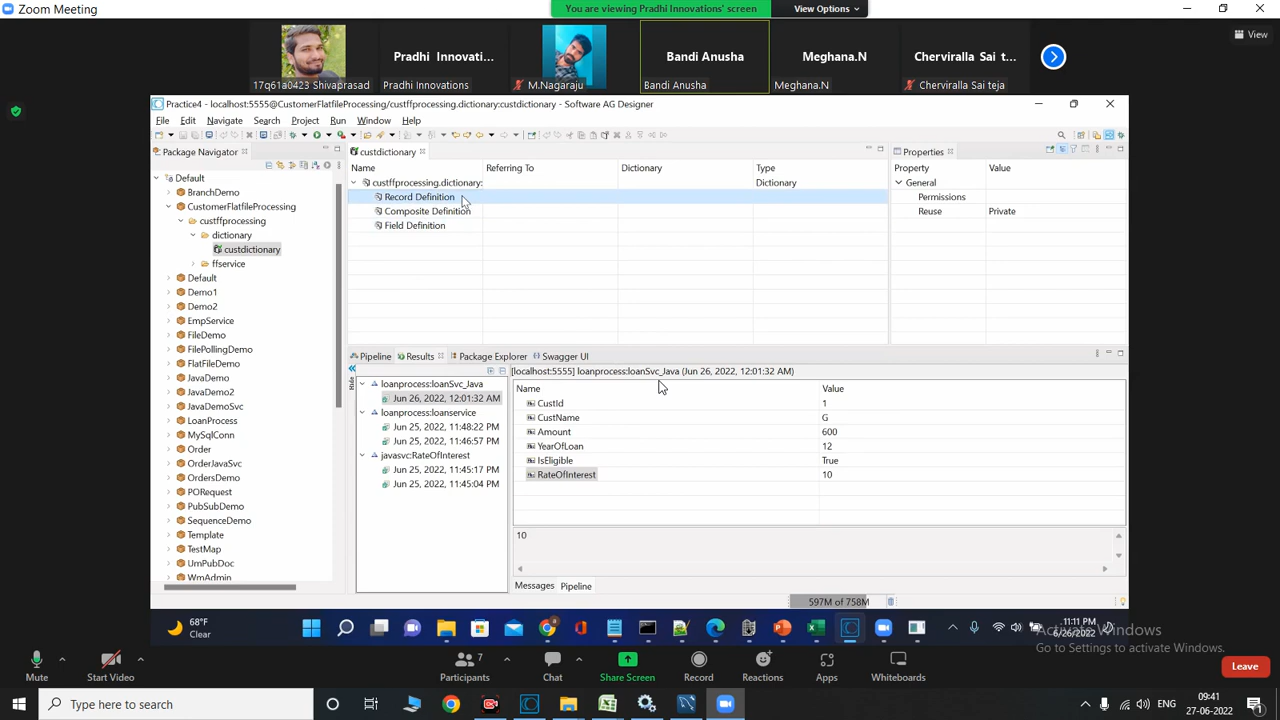 Zoom Meeting
You are viewing Pradhi Innovations' screen
View Options
View
Pradhi Innovati...
Bandi Anusha
Meghana.N
Cherviralla Sai t...
17q61a0423 Shivaprasad
Pradhi Innovations
M.Nagaraju
Bandi Anusha
Meghana.N
Cherviralla Sai teja
Practice4 - localhost:5555@CustomerFlatfileProcessing/custffprocessing.dictionary:custdictionary - Software AG Designer
File Edit Navigate Search Project Run Window Help
Package Navigator
Default
BranchDemo
CustomerFlatfileProcessing
custffprocessing
dictionary
custdictionary
ffservice
Default
Demo1
Demo2
EmpService
FileDemo
FilePollingDemo
FlatFileDemo
JavaDemo
JavaDemo2
JavaDemoSvc
LoanProcess
MySqlConn
Order
OrderJavaSvc
OrdersDemo
PORequest
PubSubDemo
SequenceDemo
Template
TestMap
UmPubDoc
WmAdmin
custdictionary
Name Referring To Dictionary Type
custffprocessing.dictionary: Dictionary
Record Definition
Composite Definition
Field Definition
Properties
Property Value
General
Permissions
Reuse Private
Pipeline Results Package Explorer Swagger UI
Hide
loanprocess:loanSvc_Java
Jun 26, 2022, 12:01:32 AM
loanprocess:loanservice
Jun 25, 2022, 11:48:22 PM
Jun 25, 2022, 11:46:57 PM
javasvc:RateOfInterest
Jun 25, 2022, 11:45:17 PM
Jun 25, 2022, 11:45:04 PM
[localhost:5555] loanprocess:loanSvc_Java (Jun 26, 2022, 12:01:32 AM)
Name Value
CustId 1
CustName G
Amount 600
YearOfLoan 12
IsEligible True
RateOfInterest 10
10
Messages Pipeline
597M of 758M
68°F
Clear
11:11 PM
6/26/2022
Activate Windows
Go to Settings to activate Windows.
7
Mute
Start Video
Participants
Chat
Share Screen
Record
Reactions
Apps
Whiteboards
Leave
Type here to search
ENG
09:41
27-06-2022
1